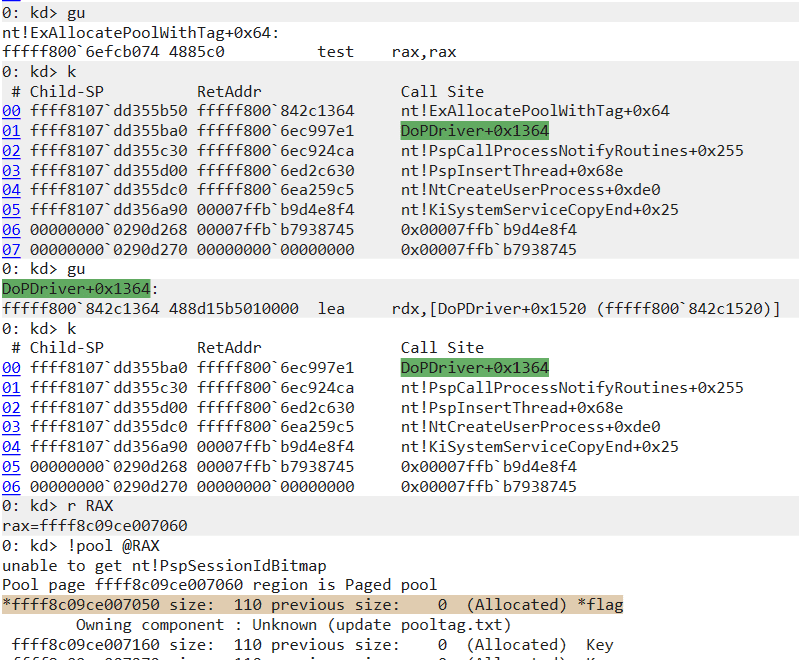 0: kd> gu
nt!ExAllocatePoolWithTag+0x64:
fffff800`6efcb074 4885c0          test    rax,rax
0: kd> k
 # Child-SP          RetAddr               Call Site
00 ffff8107`dd355b50 fffff800`842c1364     nt!ExAllocatePoolWithTag+0x64
01 ffff8107`dd355ba0 fffff800`6ec997e1     DoPDriver+0x1364
02 ffff8107`dd355c30 fffff800`6ec924ca     nt!PspCallProcessNotifyRoutines+0x255
03 ffff8107`dd355d00 fffff800`6ed2c630     nt!PspInsertThread+0x68e
04 ffff8107`dd355dc0 fffff800`6ea259c5     nt!NtCreateUserProcess+0xde0
05 ffff8107`dd356a90 00007ffb`b9d4e8f4     nt!KiSystemServiceCopyEnd+0x25
06 00000000`0290d268 00007ffb`b7938745     0x00007ffb`b9d4e8f4
07 00000000`0290d270 00000000`00000000     0x00007ffb`b7938745
0: kd> gu
DoPDriver+0x1364:
fffff800`842c1364 488d15b5010000  lea     rdx,[DoPDriver+0x1520 (fffff800`842c1520)]
0: kd> k
 # Child-SP          RetAddr               Call Site
00 ffff8107`dd355ba0 fffff800`6ec997e1     DoPDriver+0x1364
01 ffff8107`dd355c30 fffff800`6ec924ca     nt!PspCallProcessNotifyRoutines+0x255
02 ffff8107`dd355d00 fffff800`6ed2c630     nt!PspInsertThread+0x68e
03 ffff8107`dd355dc0 fffff800`6ea259c5     nt!NtCreateUserProcess+0xde0
04 ffff8107`dd356a90 00007ffb`b9d4e8f4     nt!KiSystemServiceCopyEnd+0x25
05 00000000`0290d268 00007ffb`b7938745     0x00007ffb`b9d4e8f4
06 00000000`0290d270 00000000`00000000     0x00007ffb`b7938745
0: kd> r RAX
rax=ffff8c09ce007060
0: kd> !pool @RAX
unable to get nt!PspSessionIdBitmap
Pool page ffff8c09ce007060 region is Paged pool
*ffff8c09ce007050 size:  110 previous size:    0  (Allocated) *flag
        Owning component : Unknown (update pooltag.txt)
 ffff8c09ce007160 size:  110 previous size:    0  (Allocated)  Key